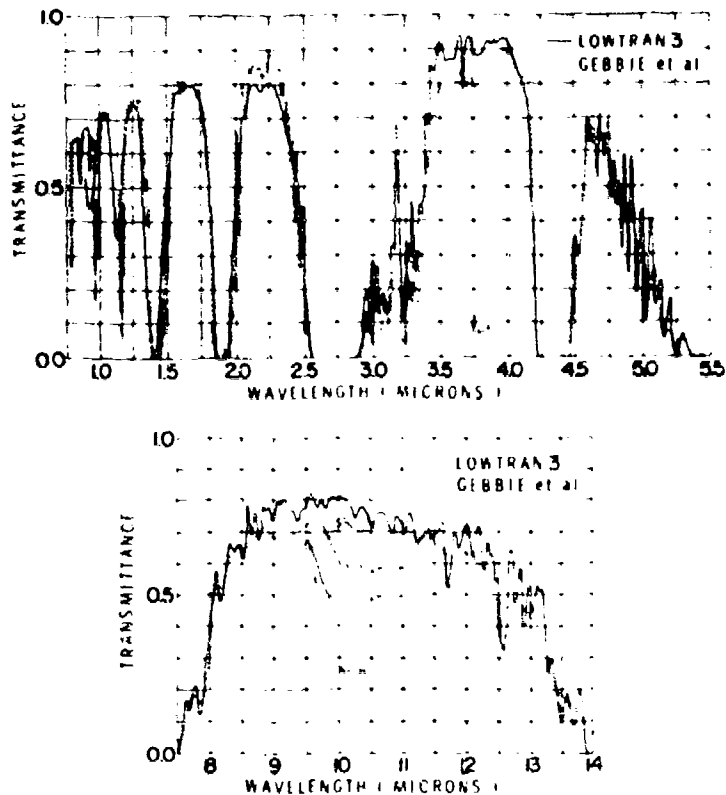 1.0
LOWTRAN 3
GEBBIE et al
TRANSMITTANCE
0.5
0.0
1.0 1.5 2.0 2.5 3.0 3.5 4.0 4.5 5.0 5.5
WAVELENGTH ( MICRONS )
1.0
LOWTRAN 3
GEBBIE et al
TRANSMITTANCE
0.5
0.0
8 9 10 11 12 13 14
WAVELENGTH ( MICRONS )